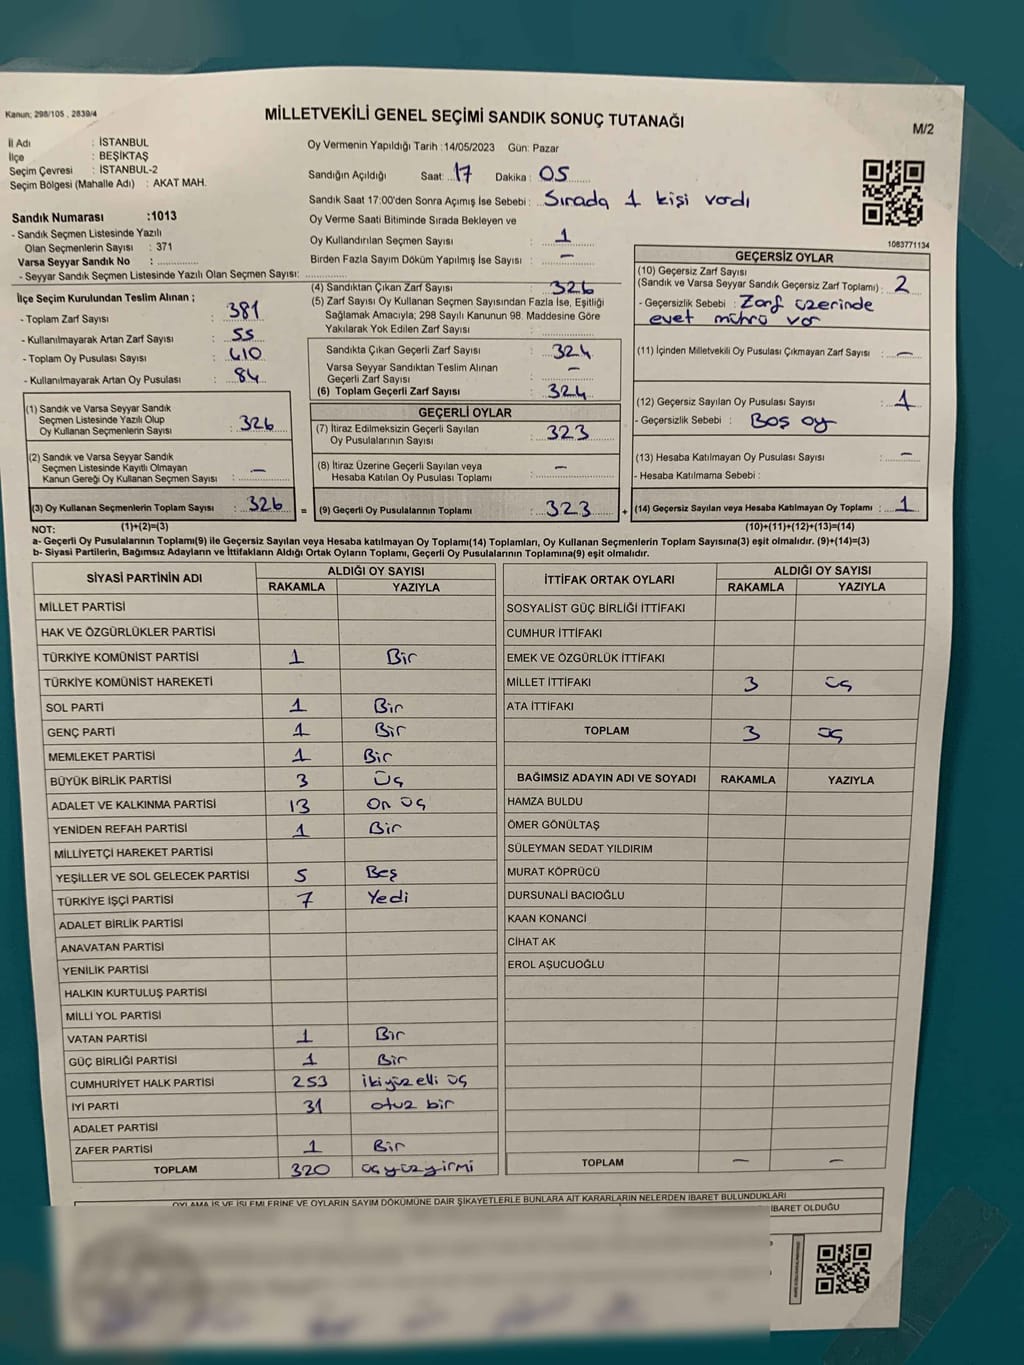 Kanun; 298/105 , 2839/4
MİLLETVEKİLİ GENEL SEÇİMİ SANDIK SONUÇ TUTANAĞI
M/2
İl Adı : İSTANBUL
İlçe : BEŞİKTAŞ
Seçim Çevresi : İSTANBUL-2
Seçim Bölgesi (Mahalle Adı) : AKAT MAH.
Sandık Numarası :1013
- Sandık Seçmen Listesinde Yazılı
Olan Seçmenlerin Sayısı : 371
Varsa Seyyar Sandık No :
- Seyyar Sandık Seçmen Listesinde Yazılı Olan Seçmen Sayısı:
Oy Vermenin Yapıldığı Tarih :14/05/2023 Gün: Pazar
Sandığın Açıldığı Saat: 17 Dakika : 05
Sandık Saat 17:00'den Sonra Açımış İse Sebebi : Sırada 1 kişi vardı
Oy Verme Saati Bitiminde Sırada Bekleyen ve
Oy Kullandırılan Seçmen Sayısı : 1
Birden Fazla Sayım Döküm Yapılmış İse Sayısı : -
1083771134
İlçe Seçim Kurulundan Teslim Alınan ;
- Toplam Zarf Sayısı : 381
- Kullanılmayarak Artan Zarf Sayısı : 55
- Toplam Oy Pusulası Sayısı : 410
- Kullanılmayarak Artan Oy Pusulası : 84
(4) Sandıktan Çıkan Zarf Sayısı : 326
(5) Zarf Sayısı Oy Kullanan Seçmen Sayısından Fazla İse, Eşitliği
Sağlamak Amacıyla; 298 Sayılı Kanunun 98. Maddesine Göre
Yakılarak Yok Edilen Zarf Sayısı :
Sandıkta Çıkan Geçerli Zarf Sayısı : 324
Varsa Seyyar Sandıktan Teslim Alınan
Geçerli Zarf Sayısı : -
(6) Toplam Geçerli Zarf Sayısı : 324
GEÇERSİZ OYLAR
(10) Geçersiz Zarf Sayısı
(Sandık ve Varsa Seyyar Sandık Geçersiz Zarf Toplamı) : 2
- Geçersizlik Sebebi : Zarf üzerinde
evet mührü var
(11) İçinden Milletvekili Oy Pusulası Çıkmayan Zarf Sayısı : -
(12) Geçersiz Sayılan Oy Pusulası Sayısı : 1
- Geçersizlik Sebebi : Boş oy
(13) Hesaba Katılmayan Oy Pusulası Sayısı : -
- Hesaba Katılmama Sebebi :
(1) Sandık ve Varsa Seyyar Sandık
Seçmen Listesinde Yazılı Olup
Oy Kullanan Seçmenlerin Sayısı : 326
(2) Sandık ve Varsa Seyyar Sandık
Seçmen Listesinde Kayıtlı Olmayan
Kanun Gereği Oy Kullanan Seçmen Sayısı : -
GEÇERLİ OYLAR
(7) İtiraz Edilmeksizin Geçerli Sayılan
Oy Pusulalarının Sayısı : 323
(8) İtiraz Üzerine Geçerli Sayılan veya
Hesaba Katılan Oy Pusulası Toplamı : -
(3) Oy Kullanan Seçmenlerin Toplam Sayısı : 326 = (9) Geçerli Oy Pusulalarının Toplamı : 323 + (14) Geçersiz Sayılan veya Hesaba Katılmayan Oy Toplamı : 1
NOT: (1)+(2)=(3) (10)+(11)+(12)+(13)=(14)
a- Geçerli Oy Pusulalarının Toplamı(9) ile Geçersiz Sayılan veya Hesaba katılmayan Oy Toplamı(14) Toplamları, Oy Kullanan Seçmenlerin Toplam Sayısına(3) eşit olmalıdır. (9)+(14)=(3)
b- Siyasi Partilerin, Bağımsız Adayların ve İttifakların Aldığı Ortak Oyların Toplamı, Geçerli Oy Pusulalarının Toplamına(9) eşit olmalıdır.
SİYASİ PARTİNİN ADI ALDIĞI OY SAYISI
RAKAMLA YAZIYLA
MİLLET PARTİSİ
HAK VE ÖZGÜRLÜKLER PARTİSİ
TÜRKİYE KOMÜNİST PARTİSİ 1 Bir
TÜRKİYE KOMÜNİST HAREKETİ
SOL PARTİ 1 Bir
GENÇ PARTİ 1 Bir
MEMLEKET PARTİSİ 1 Bir
BÜYÜK BİRLİK PARTİSİ 3 Üç
ADALET VE KALKINMA PARTİSİ 13 On üç
YENİDEN REFAH PARTİSİ 1 Bir
MİLLİYETÇİ HAREKET PARTİSİ
YEŞİLLER VE SOL GELECEK PARTİSİ 5 Beş
TÜRKİYE İŞÇİ PARTİSİ 7 Yedi
ADALET BİRLİK PARTİSİ
ANAVATAN PARTİSİ
YENİLİK PARTİSİ
HALKIN KURTULUŞ PARTİSİ
MİLLİ YOL PARTİSİ
VATAN PARTİSİ 1 Bir
GÜÇ BİRLİĞİ PARTİSİ 1 Bir
CUMHURİYET HALK PARTİSİ 253 ikiyüz elli üç
İYİ PARTİ 31 otuz bir
ADALET PARTİSİ
ZAFER PARTİSİ 1 Bir
TOPLAM 320 üçyüzyirmi
İTTİFAK ORTAK OYLARI ALDIĞI OY SAYISI
RAKAMLA YAZIYLA
SOSYALİST GÜÇ BİRLİĞİ İTTİFAKI
CUMHUR İTTİFAKI
EMEK VE ÖZGÜRLÜK İTTİFAKI
MİLLET İTTİFAKI 3 üç
ATA İTTİFAKI
TOPLAM 3 üç
BAĞIMSIZ ADAYIN ADI VE SOYADI RAKAMLA YAZIYLA
HAMZA BULDU
ÖMER GÖNÜLTAŞ
SÜLEYMAN SEDAT YILDIRIM
MURAT KÖPRÜCÜ
DURSUNALİ BACIOĞLU
KAAN KONANCİ
CİHAT AK
EROL AŞUCUOĞLU
TOPLAM - -
OYLAMA İŞ VE İŞLEMLERİNE VE OYLARIN SAYIM DÖKÜMÜNE DAİR ŞİKAYETLERLE BUNLARA AİT KARARLARIN NELERDEN İBARET BULUNDUKLARI
İBARET OLDUĞU